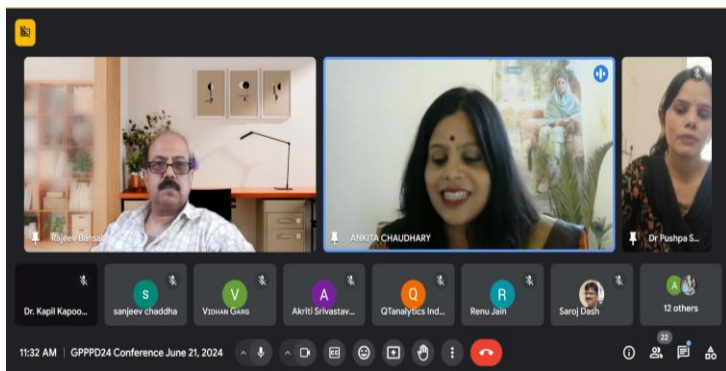 Rajeev Bansal
ANKITA CHAUDHARY
Dr Pushpa S...
Dr. Kapil Kapoo...
S
sanjeev chaddha
V
VIDHAN GARG
A
Akriti Srivastav...
Q
QTanalytics Ind...
R
Renu Jain
Saroj Dash
A
12 others
11:32 AM | GPPPD24 Conference June 21, 2024
CC
22